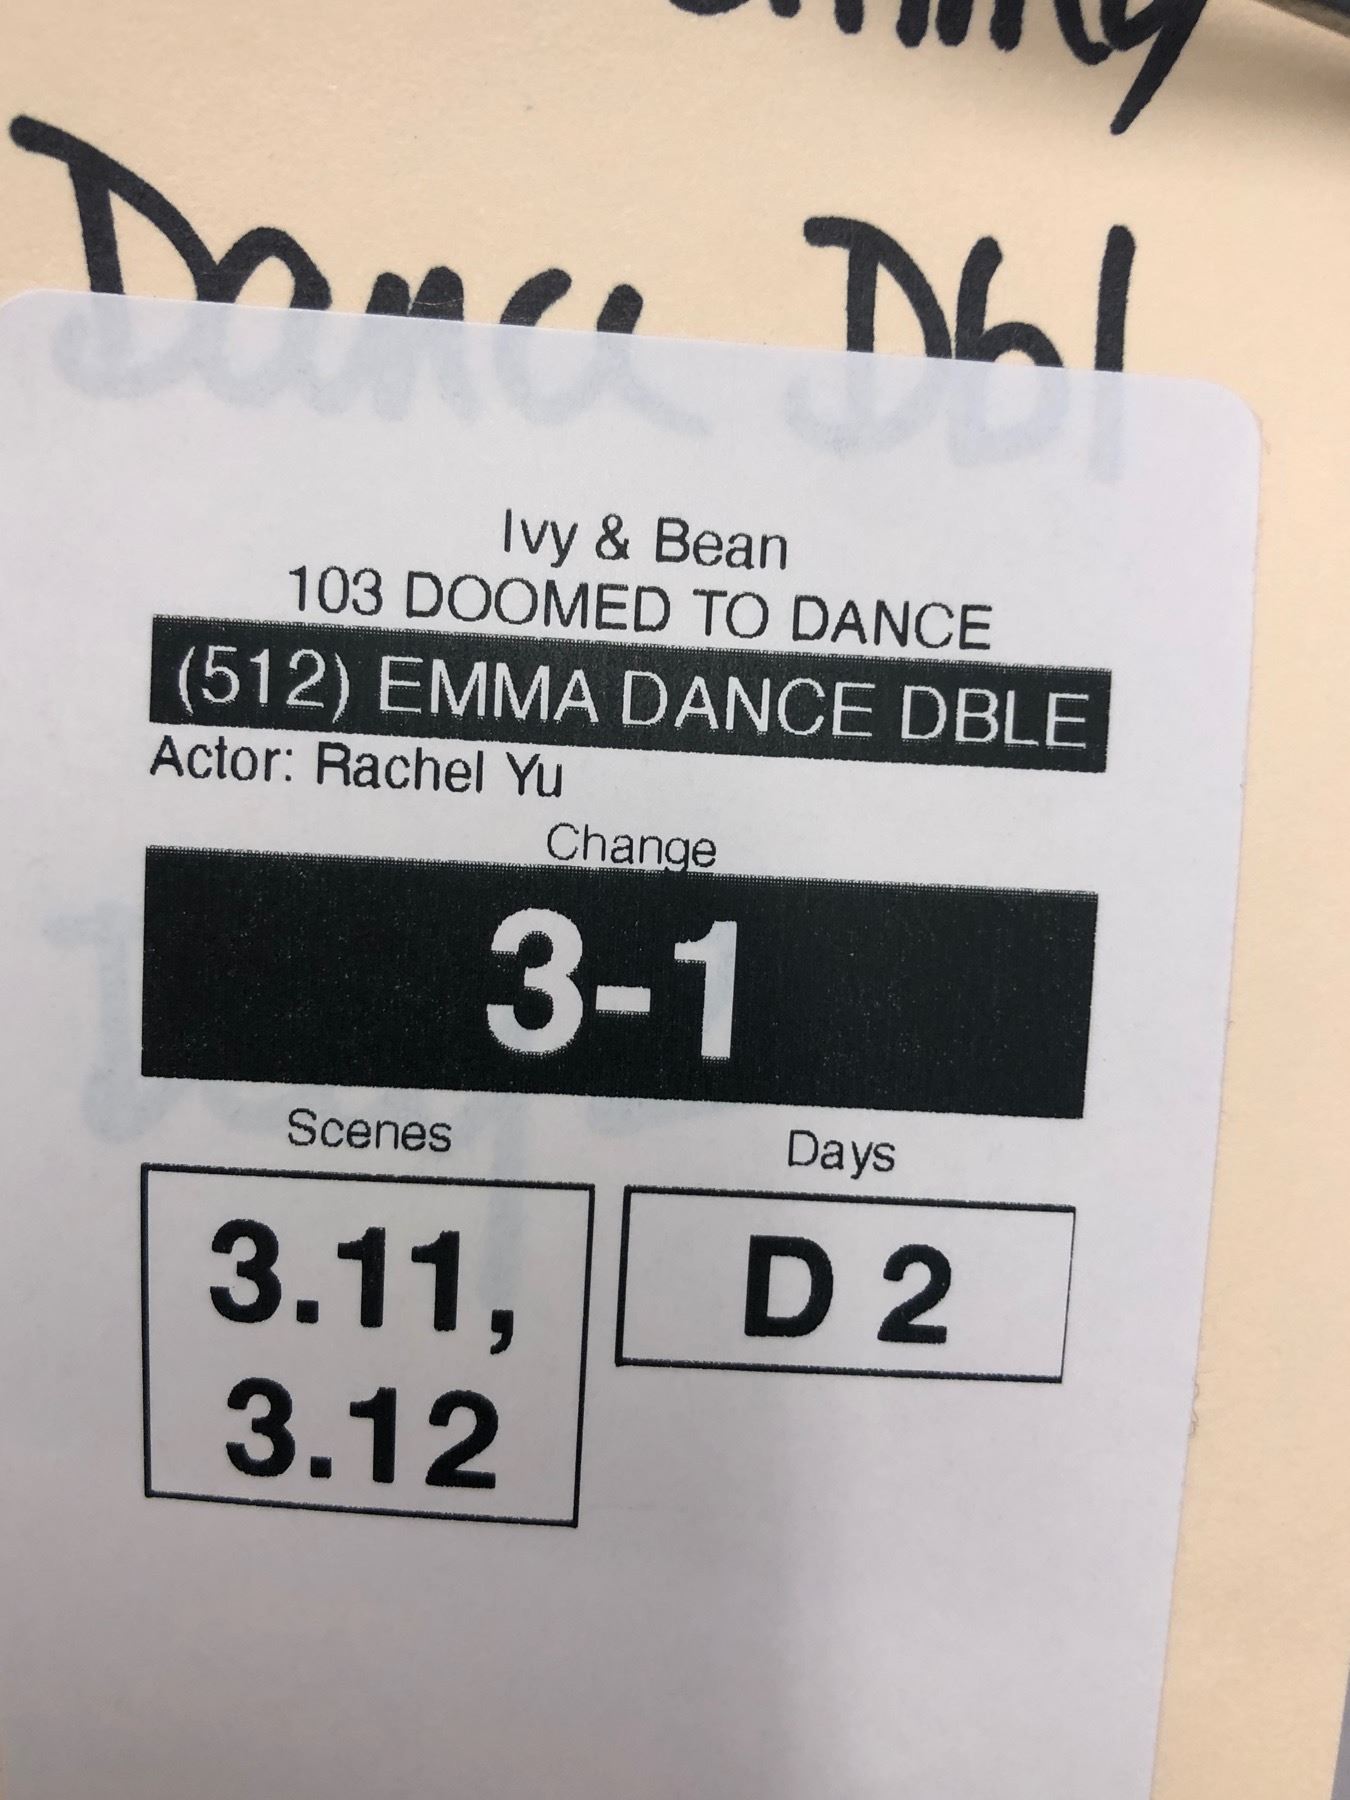 Dance Dbl
Ivy & Bean
103 DOOMED TO DANCE
(512) EMMA DANCE DBLE
Actor: Rachel Yu
Change
3-1
Scenes
Days
3.11,
D 2
3.12